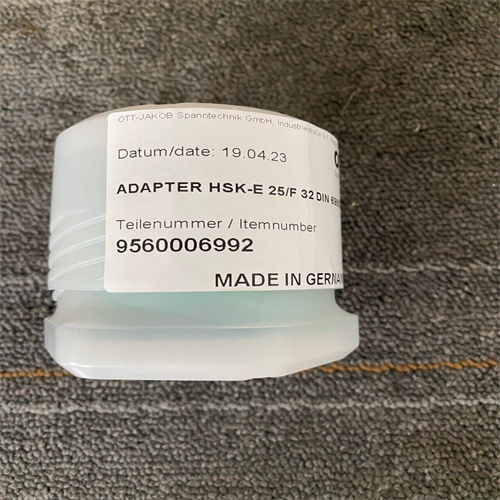 OTT-JAKOB Spanntechnik GmbH, Industriestraße
Datum/date: 19.04.23
ADAPTER HSK-E 25/F 32 DIN
Teilenummer / Itemnumber:
9560006992
MADE IN GERMAN